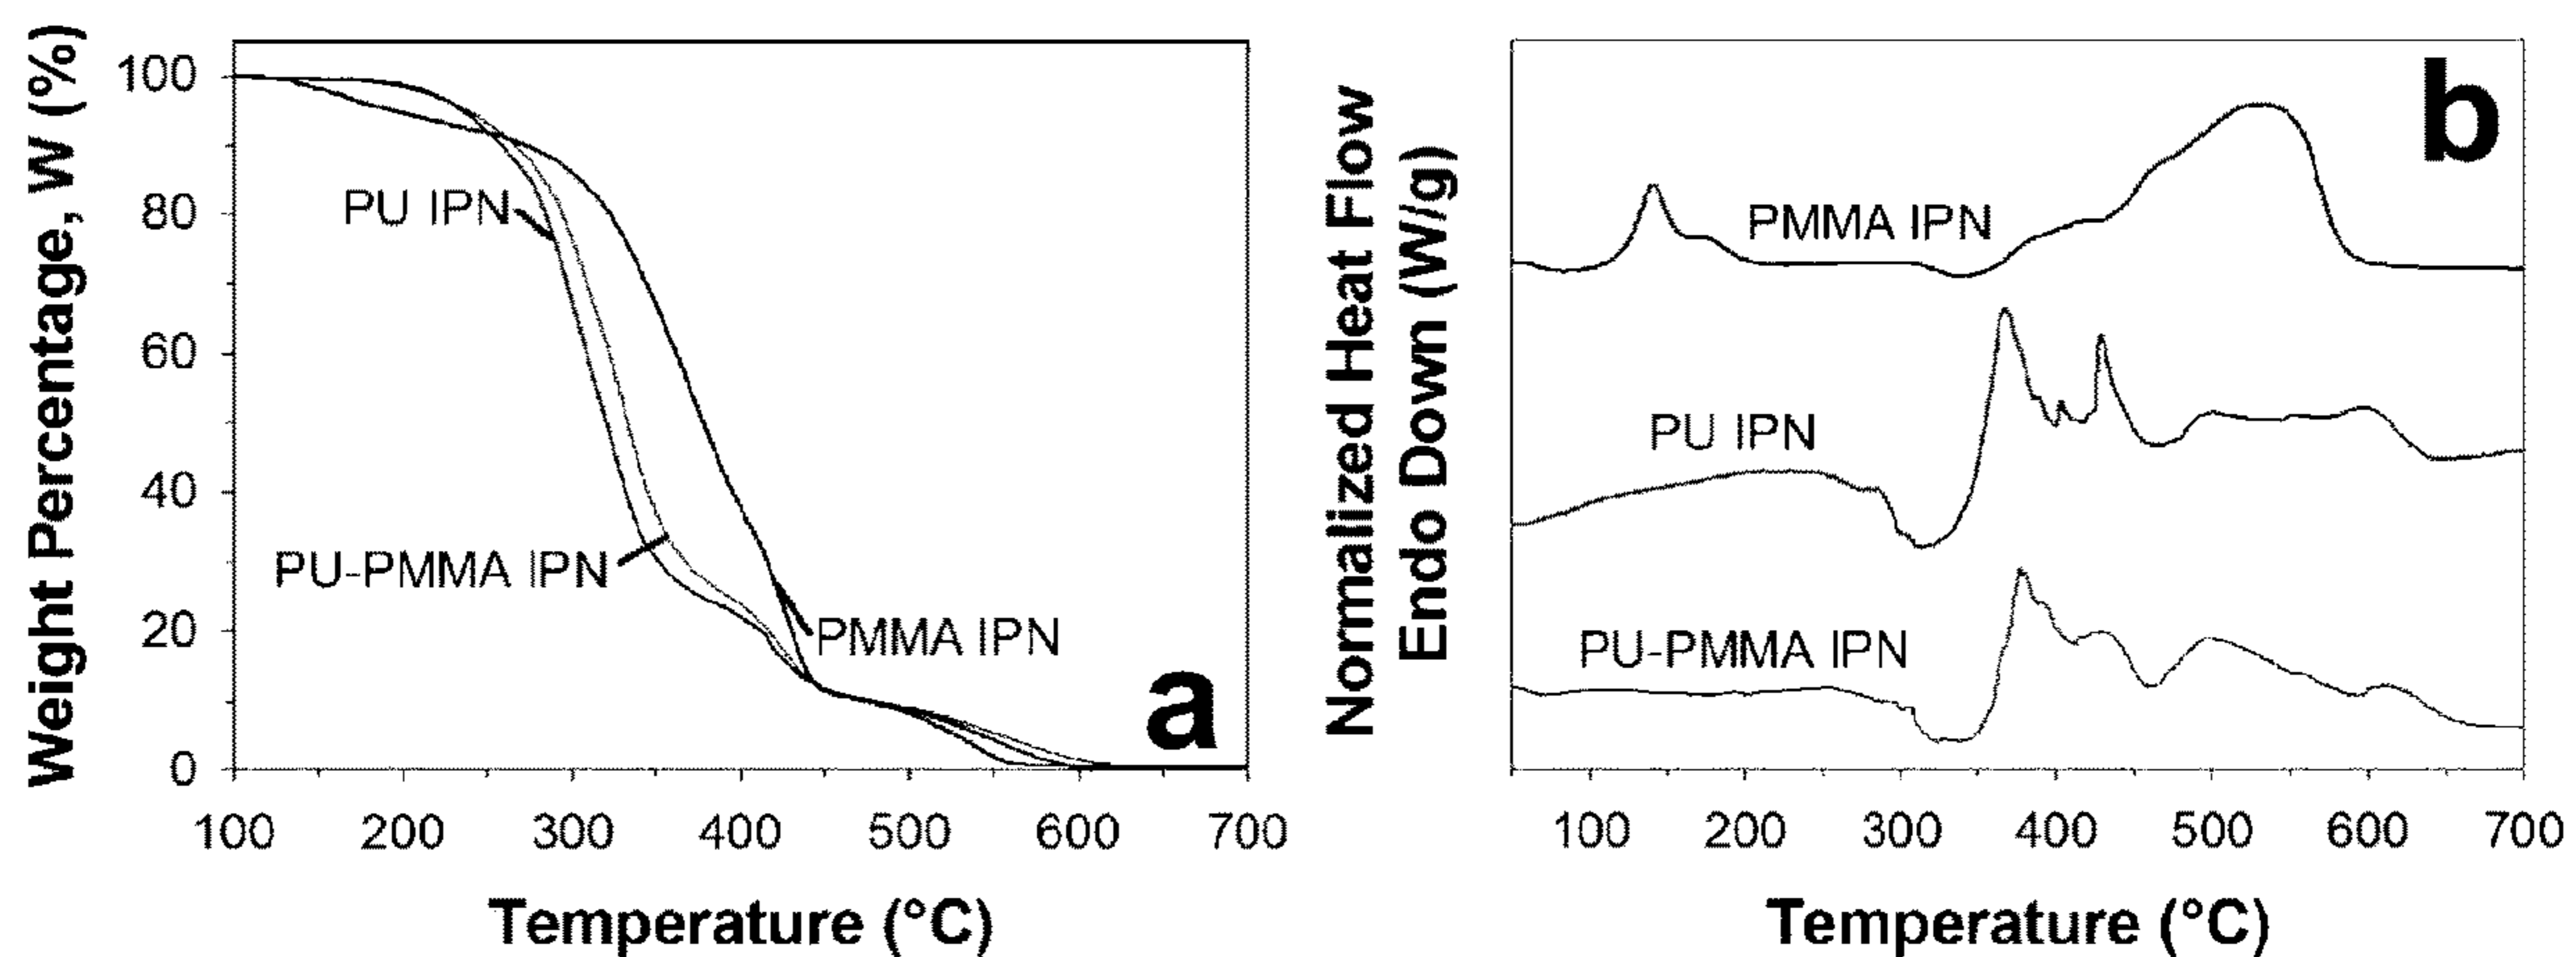 Weight Percentage, W (%)
100
80
60
40
20
0
PU IPN
PU-PMMA IPN
PMMA IPN
a
100 200 300 400 500 600 700
Temperature (°C)
Normalized Heat Flow
Endo Down (W/g)
b
PMMA IPN
PU IPN
PU-PMMA IPN
100 200 300 400 500 600 700
Temperature (°C)